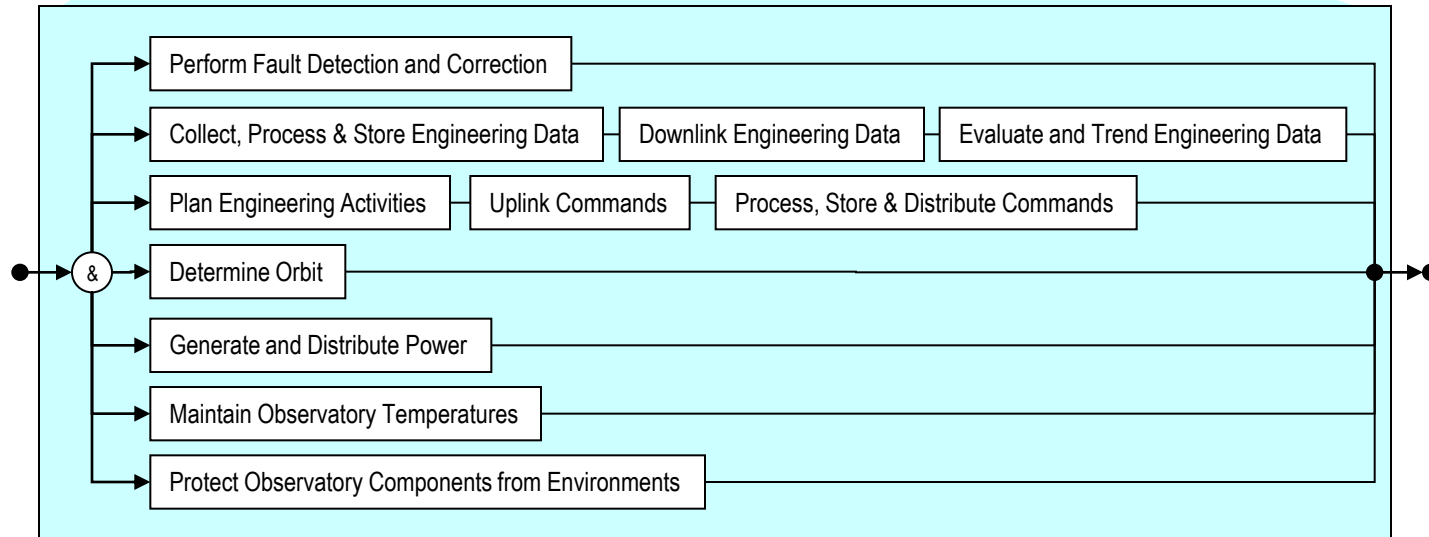 Perform Fault Detection and Correction
Collect, Process & Store Engineering Data
Downlink Engineering Data
Evaluate and Trend Engineering Data
Plan Engineering Activities
Uplink Commands
Process, Store & Distribute Commands
&
Determine Orbit
Generate and Distribute Power
Maintain Observatory Temperatures
Protect Observatory Components from Environments